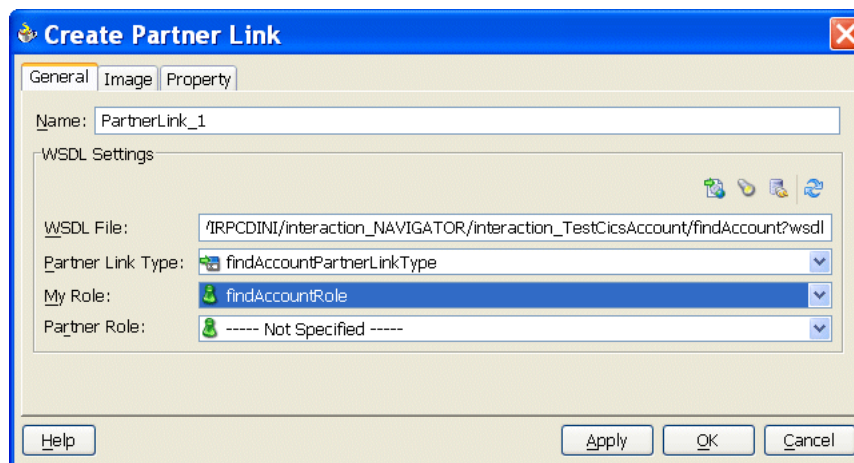 Create Partner Link
General Image Property
Name: PartnerLink_1
WSDL Settings
WSDL File: /IRPCDINI/interaction_NAVIGATOR/interaction_TestCicsAccount/findAccount?wsdl
Partner Link Type: findAccountPartnerLinkType
My Role: findAccountRole
Partner Role: ----- Not Specified -----
Help Apply OK Cancel